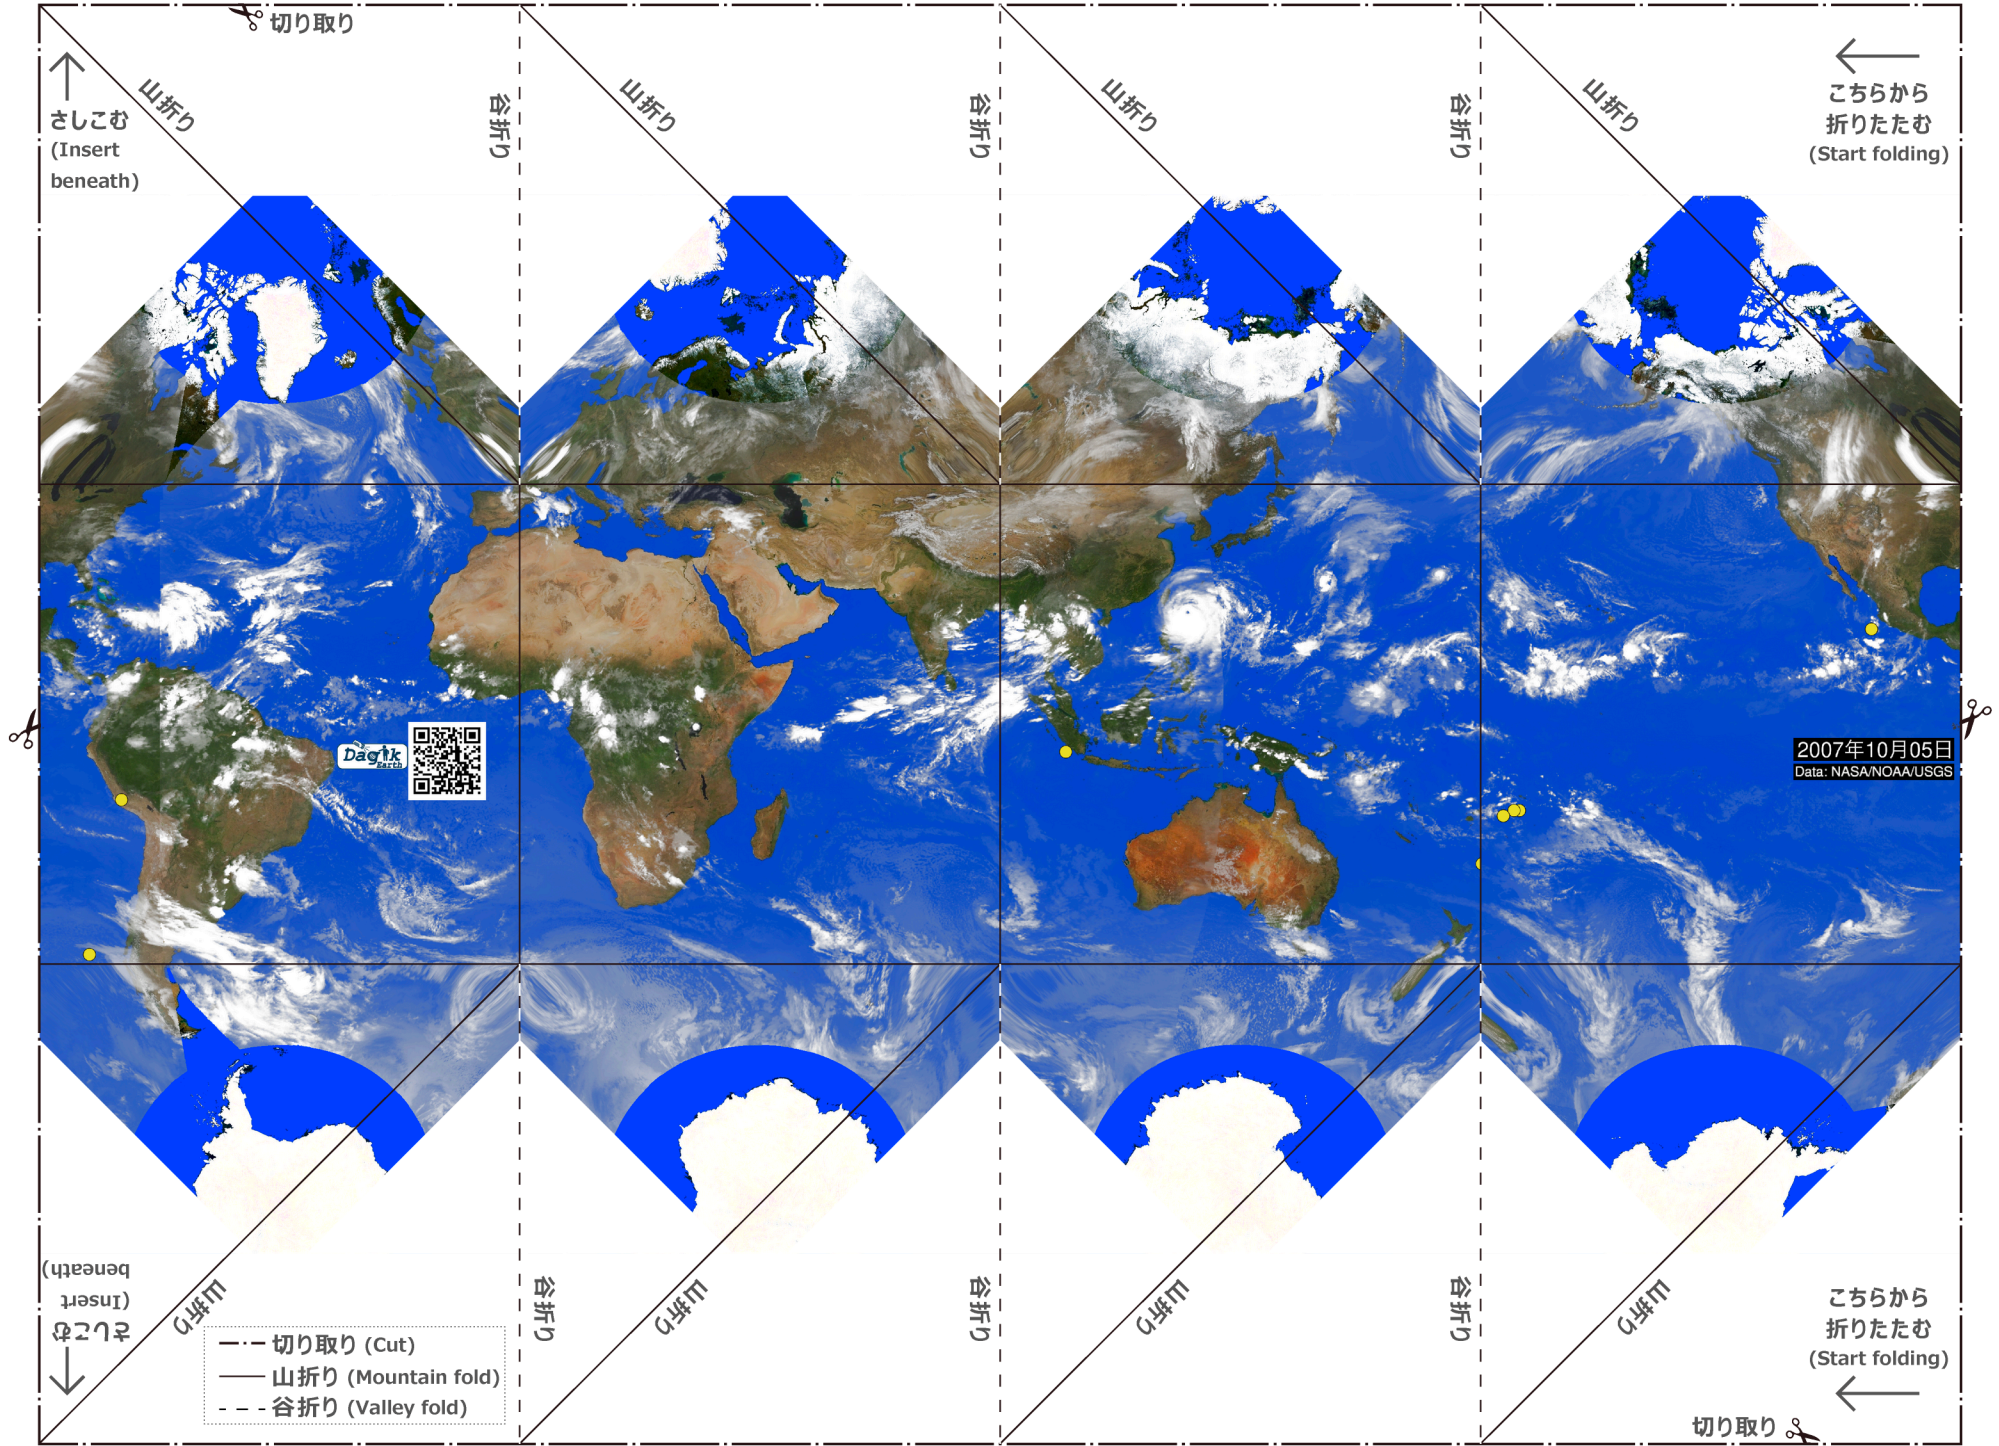 切り取り
さしこむ
(Insert
beneath)
山折り
谷折り
山折り
谷折り
山折り
谷折り
山折り
こちらから
折りたたむ
(Start folding)
Dagik
Earth
2007年10月05日
Data: NASA/NOAA/USGS
さしこむ
(Insert
beneath)
山折り
谷折り
山折り
谷折り
山折り
谷折り
山折り
こちらから
折りたたむ
(Start folding)
切り取り (Cut)
山折り (Mountain fold)
谷折り (Valley fold)
切り取り